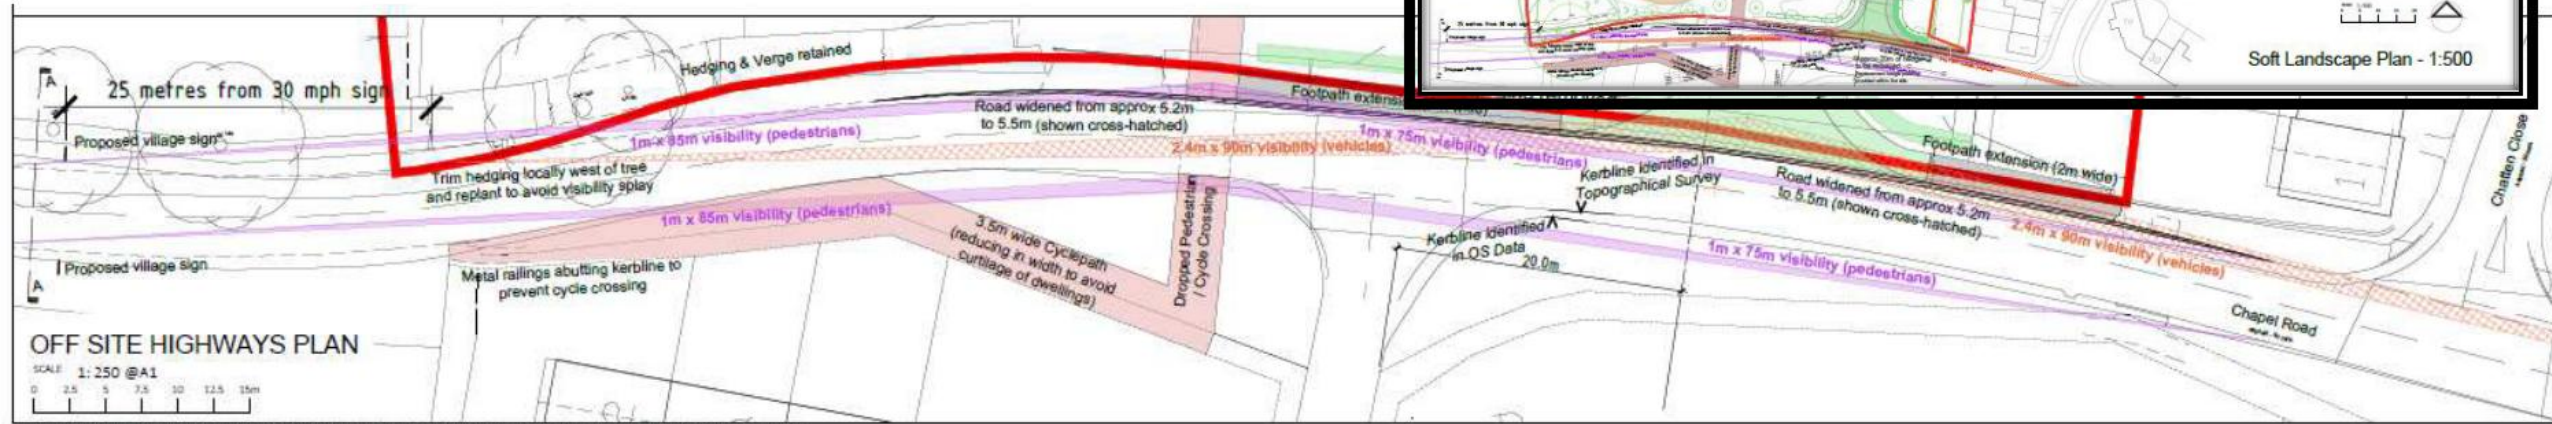 A
25 metres from 30 mph sign
Proposed village sign
Proposed village sign
A
OFF SITE HIGHWAYS PLAN
SCALE 1:250 @A1
0 2.5 5 7.5 10 12.5 15m
Hedging & Verge retained
1m x 85m visibility (pedestrians)
Trim hedging locally west of tree
and replant to avoid visibility splay
1m x 85m visibility (pedestrians)
Metal railings abutting kerbline to
prevent cycle crossing
Road widened from approx 5.2m
to 5.5m (shown cross-hatched)
2.4m x 90m visibility (vehicles)
3.5m wide Cyclepath
(reducing in width to avoid
curtilage of dwellings)
Dropped Pedestrian
/ Cycle Crossing
Footpath
1m x 75m visibility (pedestrians)
Kerbline identified in
Topographical Survey
Kerbline identified
in OS Data
20.0m
Footpath extension (2m wide)
Road widened from approx 5.2m
to 5.5m (shown cross-hatched)
2.4m x 90m visibility (vehicles)
1m x 75m visibility (pedestrians)
Chapel Road
Chatten Close
Soft Landscape Plan - 1:500